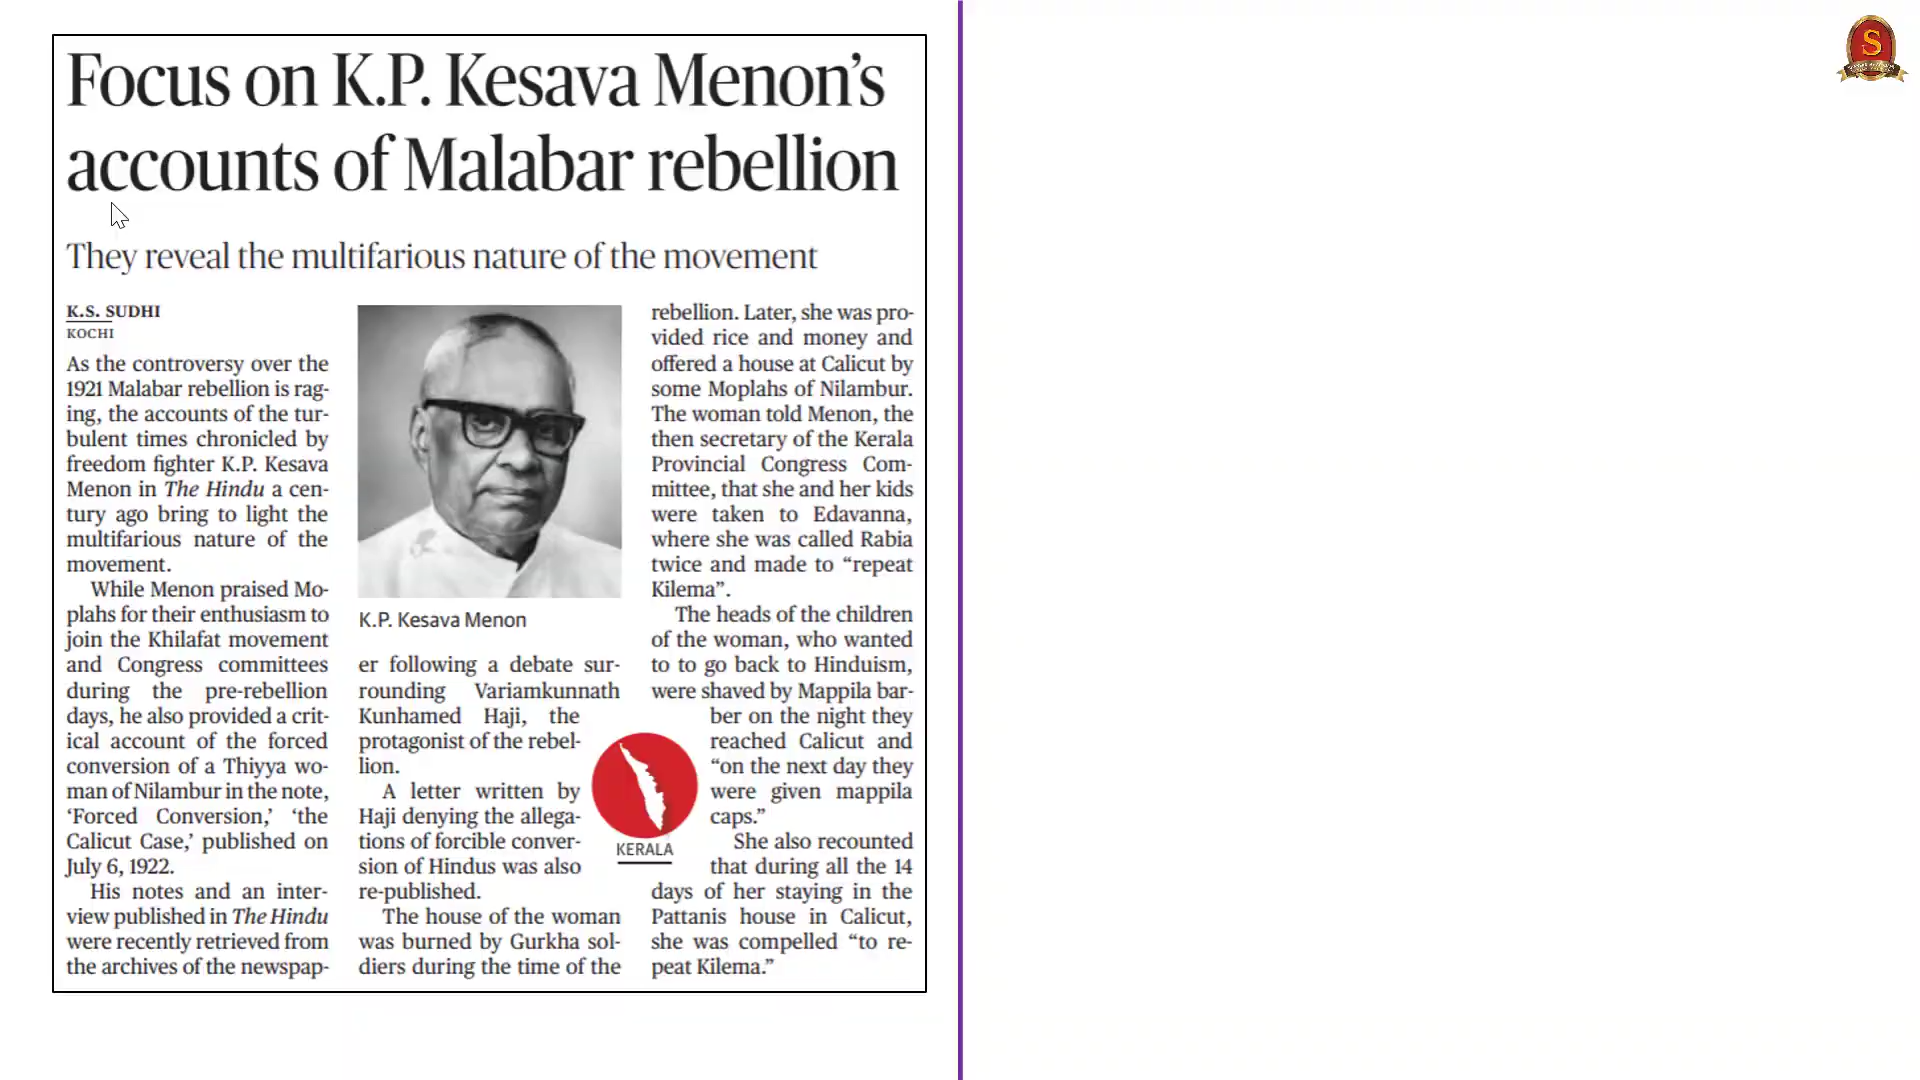 Focus on K.P. Kesava Menon's
accounts of Malabar rebellion
They reveal the multifarious nature of the movement
K.S. SUDHI
KOCHI
As the controversy over the
1921 Malabar rebellion is rag-
ing, the accounts of the tur-
bulent times chronicled by
freedom fighter K.P. Kesava
Menon in The Hindu a cen-
tury ago bring to light the
multifarious nature of the
movement.
While Menon praised Mo-
plahs for their enthusiasm to
join the Khilafat movement
and Congress committees
during the pre-rebellion
days, he also provided a crit-
ical account of the forced
conversion of a Thiyya wo-
man of Nilambur in the note,
‘Forced Conversion,’ ‘the
Calicut Case,’ published on
July 6, 1922.
His notes and an inter-
view published in The Hindu
were recently retrieved from
the archives of the newspap-
K.P. Kesava Menon
er following a debate sur-
rounding Variamkunnath
Kunhamed Haji, the
protagonist of the rebel-
lion.
A letter written by
Haji denying the allega-
tions of forcible conver-
sion of Hindus was also
re-published.
The house of the woman
was burned by Gurkha sol-
diers during the time of the
KERALA
rebellion. Later, she was pro-
vided rice and money and
offered a house at Calicut by
some Moplahs of Nilambur.
The woman told Menon, the
then secretary of the Kerala
Provincial Congress Com-
mittee, that she and her kids
were taken to Edavanna,
where she was called Rabia
twice and made to “repeat
Kilema”.
The heads of the children
of the woman, who wanted
to to go back to Hinduism,
were shaved by Mappila bar-
ber on the night they
reached Calicut and
“on the next day they
were given mappila
caps.”
She also recounted
that during all the 14
days of her staying in the
Pattanis house in Calicut,
she was compelled “to re-
peat Kilema.”
S